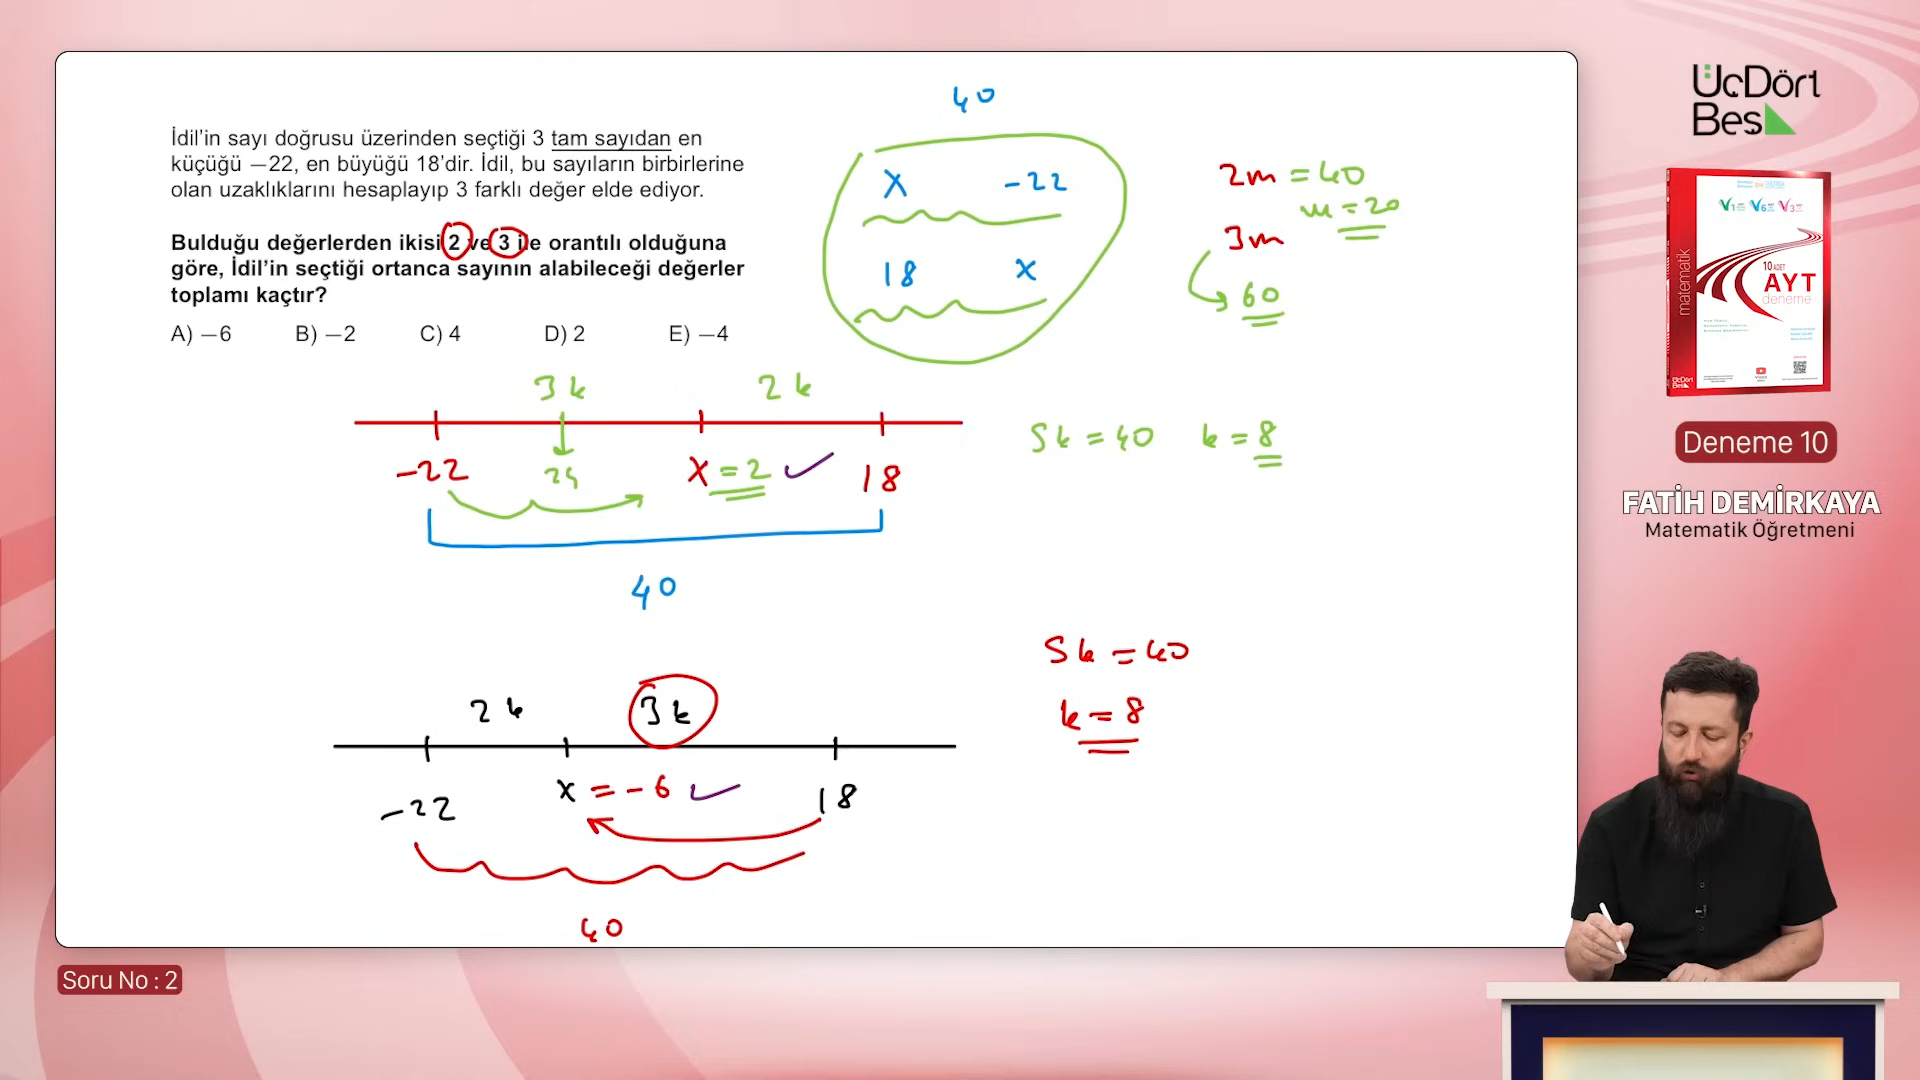 İdil'in sayı doğrusu üzerinden seçtiği 3 tam sayıdan en
küçüğü −22, en büyüğü 18'dir. İdil, bu sayıların birbirlerine
olan uzaklıklarını hesaplayıp 3 farklı değer elde ediyor.
Bulduğu değerlerden ikisi 2 ve 3 ile orantılı olduğuna
göre, İdil'in seçtiği ortanca sayının alabileceği değerler
toplamı kaçtır?
A) −6 B) −2 C) 4 D) 2 E) −4
40
x -22
18 x
2m = 40
m = 20
3m
60
3k 2k
-22 24 x = 2 18
40
5k = 40 k = 8
2k 3k
-22 x = -6 18
40
5k = 40
k = 8
ÜçDört
Beş
matematik
10 ADET
AYT
deneme
Deneme 10
FATİH DEMİRKAYA
Matematik Öğretmeni
Soru No : 2